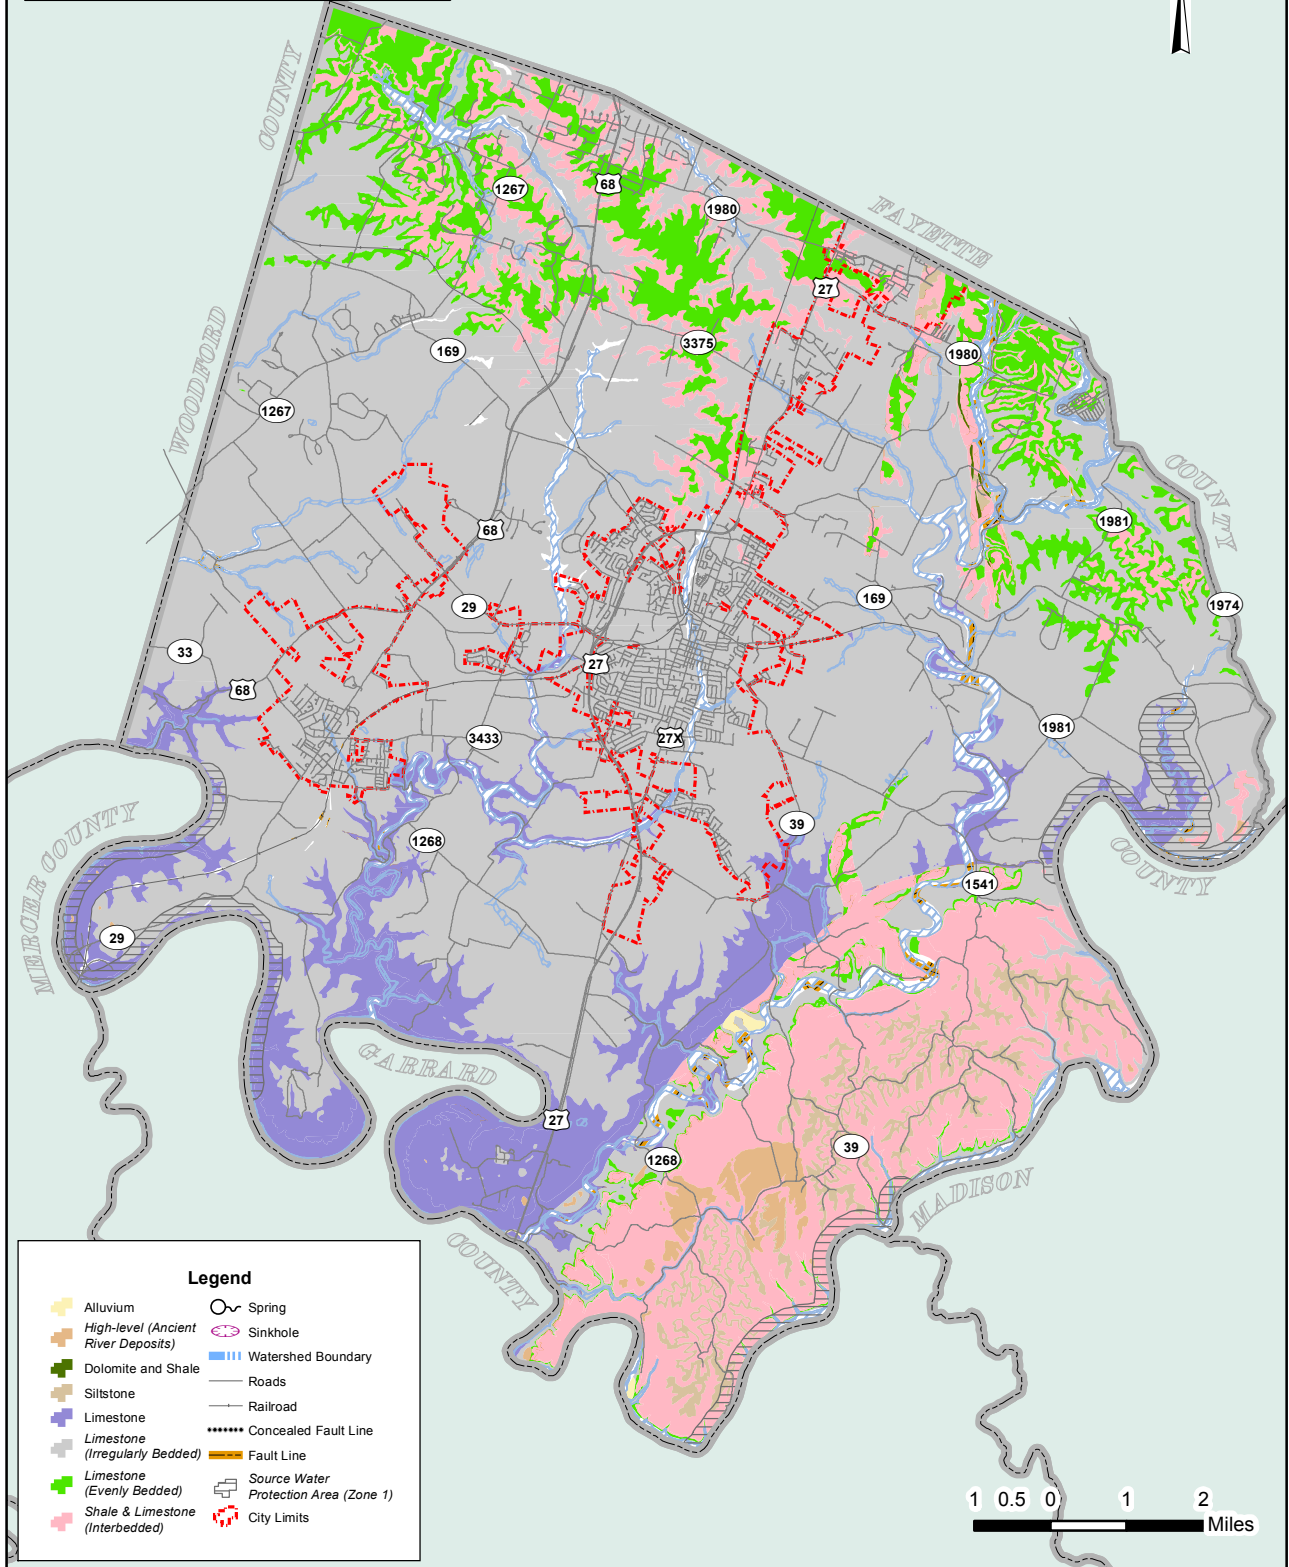 COUNTY
68
1267
1980
FAYETTE
27
WOODFORD
169
3375
1980
1267
COUNTY
68
1981
29
169
1974
33
27
68
3433
27X
1981
MERCER COUNTY
1268
39
COUNTY
1541
29
GARRARD
27
1268
39
MADISON
COUNTY
Legend
Alluvium
High-level (Ancient
River Deposits)
Dolomite and Shale
Siltstone
Limestone
Limestone
(Irregularly Bedded)
Limestone
(Evenly Bedded)
Shale & Limestone
(Interbedded)
Spring
Sinkhole
Watershed Boundary
Roads
Railroad
Concealed Fault Line
Fault Line
Source Water
Protection Area (Zone 1)
City Limits
1 0.5 0 1 2
Miles